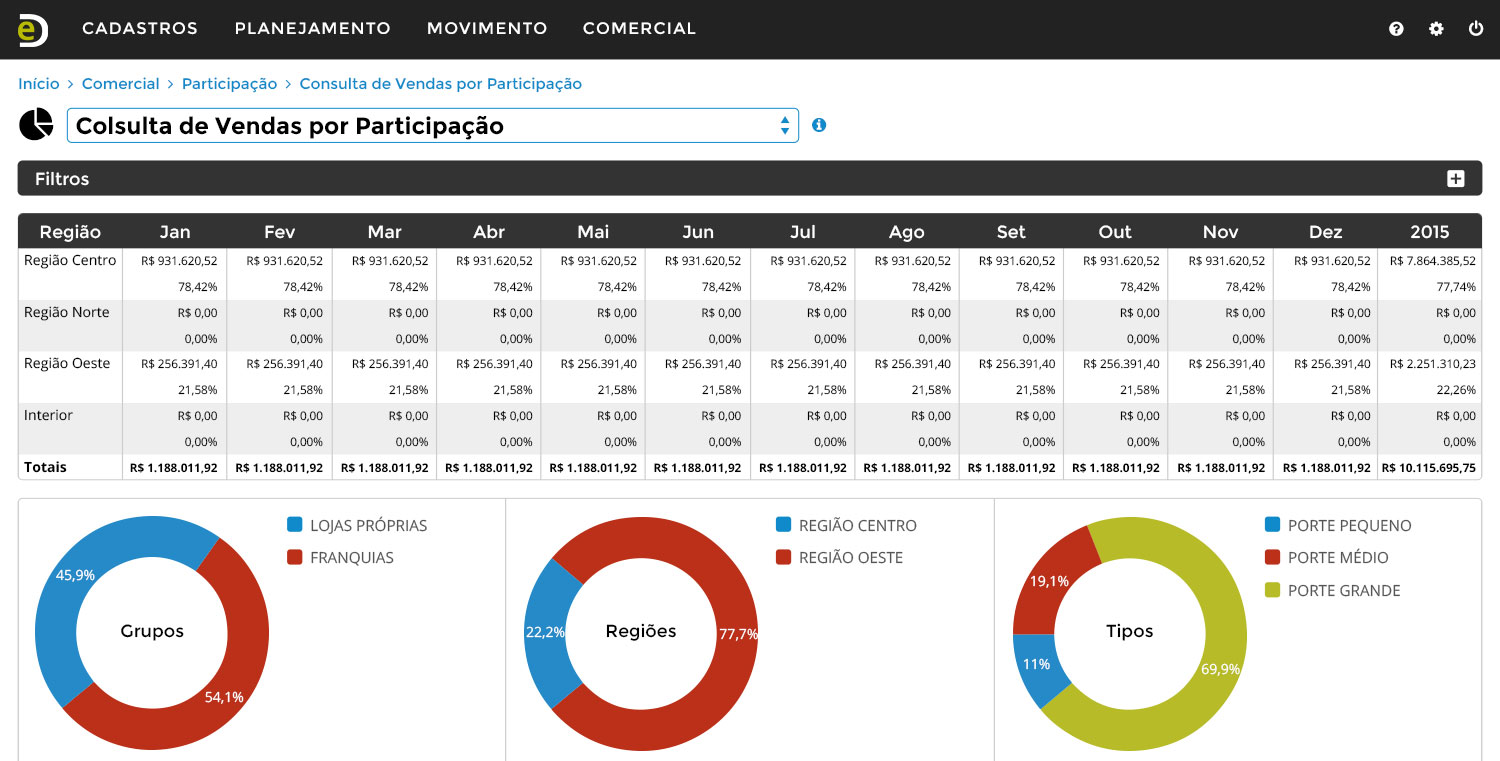 e
CADASTROS PLANEJAMENTO MOVIMENTO COMERCIAL
Início > Comercial > Participação > Consulta de Vendas por Participação
Colsulta de Vendas por Participação
Filtros
Região Jan Fev Mar Abr Mai Jun Jul Ago Set Out Nov Dez 2015
Região Centro R$ 931.620,52 R$ 931.620,52 R$ 931.620,52 R$ 931.620,52 R$ 931.620,52 R$ 931.620,52 R$ 931.620,52 R$ 931.620,52 R$ 931.620,52 R$ 931.620,52 R$ 931.620,52 R$ 931.620,52 R$ 7.864.385,52
78,42% 78,42% 78,42% 78,42% 78,42% 78,42% 78,42% 78,42% 78,42% 78,42% 78,42% 78,42% 77,74%
Região Norte R$ 0,00 R$ 0,00 R$ 0,00 R$ 0,00 R$ 0,00 R$ 0,00 R$ 0,00 R$ 0,00 R$ 0,00 R$ 0,00 R$ 0,00 R$ 0,00 R$ 0,00
0,00% 0,00% 0,00% 0,00% 0,00% 0,00% 0,00% 0,00% 0,00% 0,00% 0,00% 0,00% 0,00%
Região Oeste R$ 256.391,40 R$ 256.391,40 R$ 256.391,40 R$ 256.391,40 R$ 256.391,40 R$ 256.391,40 R$ 256.391,40 R$ 256.391,40 R$ 256.391,40 R$ 256.391,40 R$ 256.391,40 R$ 256.391,40 R$ 2.251.310,23
21,58% 21,58% 21,58% 21,58% 21,58% 21,58% 21,58% 21,58% 21,58% 21,58% 21,58% 21,58% 22,26%
Interior R$ 0,00 R$ 0,00 R$ 0,00 R$ 0,00 R$ 0,00 R$ 0,00 R$ 0,00 R$ 0,00 R$ 0,00 R$ 0,00 R$ 0,00 R$ 0,00 R$ 0,00
0,00% 0,00% 0,00% 0,00% 0,00% 0,00% 0,00% 0,00% 0,00% 0,00% 0,00% 0,00% 0,00%
Totais R$ 1.188.011,92 R$ 1.188.011,92 R$ 1.188.011,92 R$ 1.188.011,92 R$ 1.188.011,92 R$ 1.188.011,92 R$ 1.188.011,92 R$ 1.188.011,92 R$ 1.188.011,92 R$ 1.188.011,92 R$ 1.188.011,92 R$ 1.188.011,92 R$ 10.115.695,75
LOJAS PRÓPRIAS
FRANQUIAS
45,9%
Grupos
54,1%
REGIÃO CENTRO
REGIÃO OESTE
22,2%
Regiões
77,7%
PORTE PEQUENO
PORTE MÉDIO
PORTE GRANDE
19,1%
Tipos
11%
69,9%